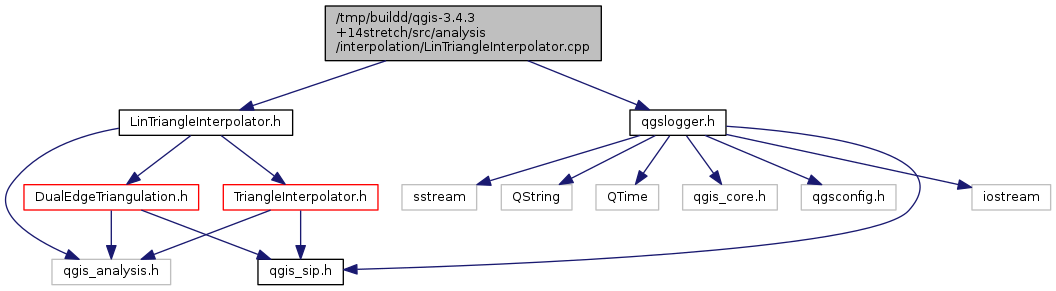 /tmp/buildd/qgis-3.4.3
+14stretch/src/analysis
/interpolation/LinTriangleInterpolator.cpp
LinTriangleInterpolator.h
qgslogger.h
DualEdgeTriangulation.h
TriangleInterpolator.h
sstream
QString
QTime
qgis_core.h
qgsconfig.h
iostream
qgis_analysis.h
qgis_sip.h